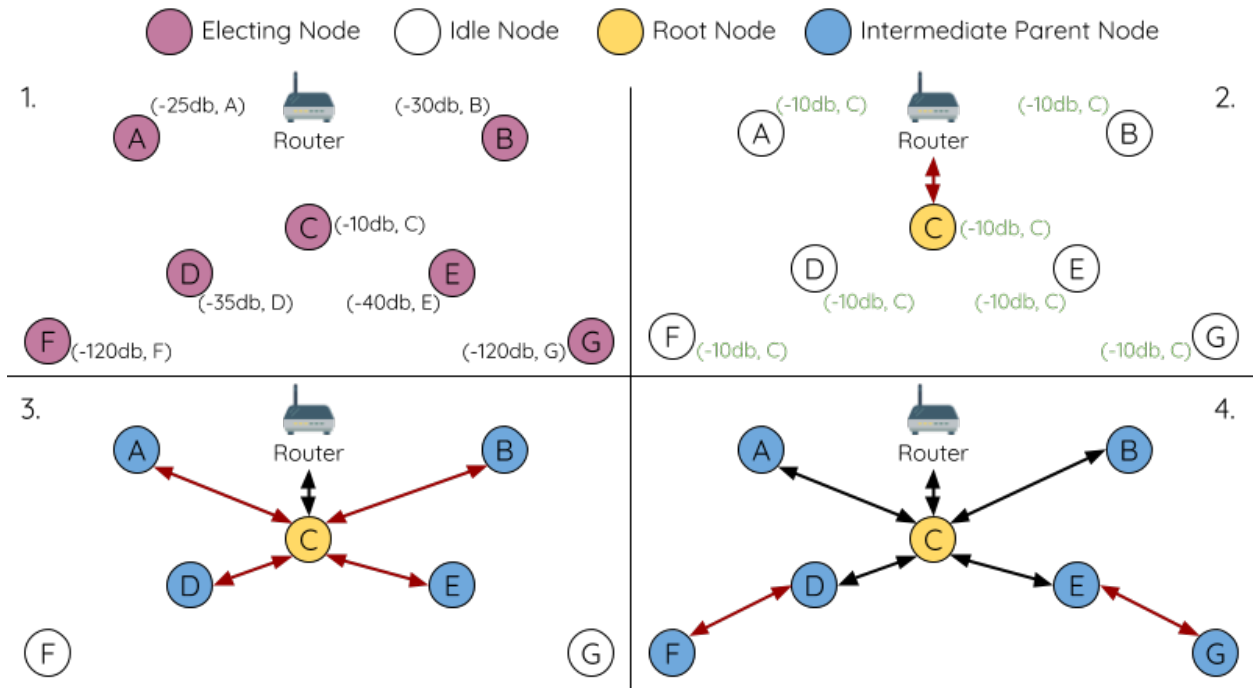 Electing Node
Idle Node
Root Node
Intermediate Parent Node
1.
(-25db, A)
A
Router
(-30db, B)
B
C
(-10db, C)
D
(-35db, D)
E
(-40db, E)
F
(-120db, F)
G
(-120db, G)
2.
(-10db, C)
A
Router
(-10db, C)
B
C
(-10db, C)
D
(-10db, C)
E
(-10db, C)
F
(-10db, C)
G
(-10db, C)
3.
A
Router
B
C
D
E
F
G
4.
A
Router
B
C
D
E
F
G